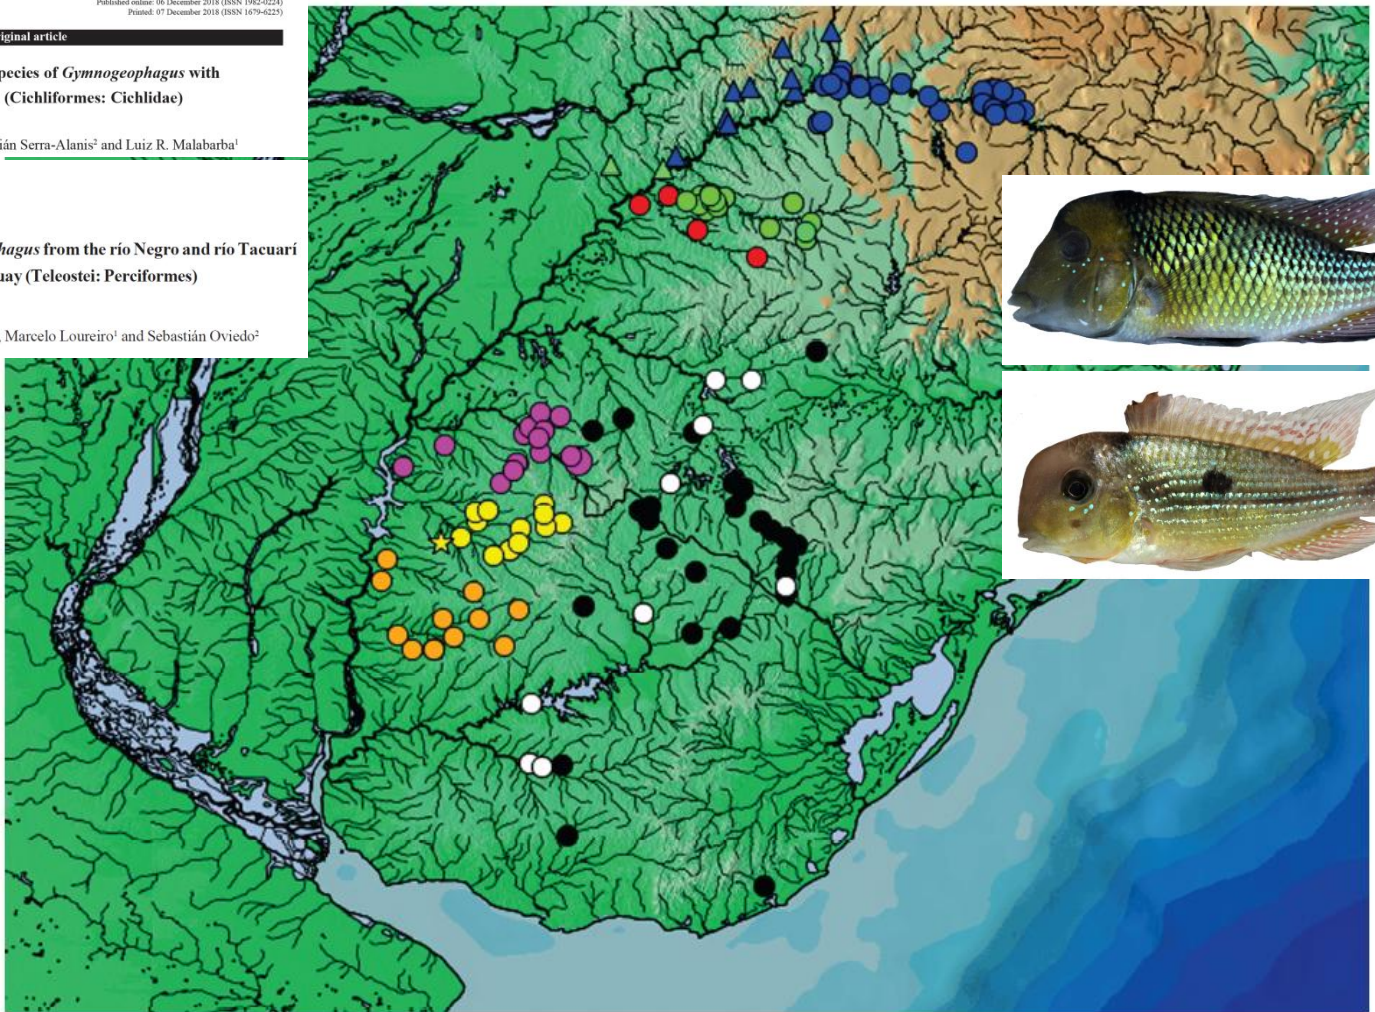 Published online: 06 December 2018 (ISSN 1982-0224)
Printed: 07 December 2018 (ISSN 1679-6225)
iginal article
pecies of Gymnogeophagus with
(Cichliformes: Cichlidae)
ián Serra-Alanis² and Luiz R. Malabarba¹
hagus from the río Negro and río Tacuarí
uay (Teleostei: Perciformes)
, Marcelo Loureiro¹ and Sebastián Oviedo²